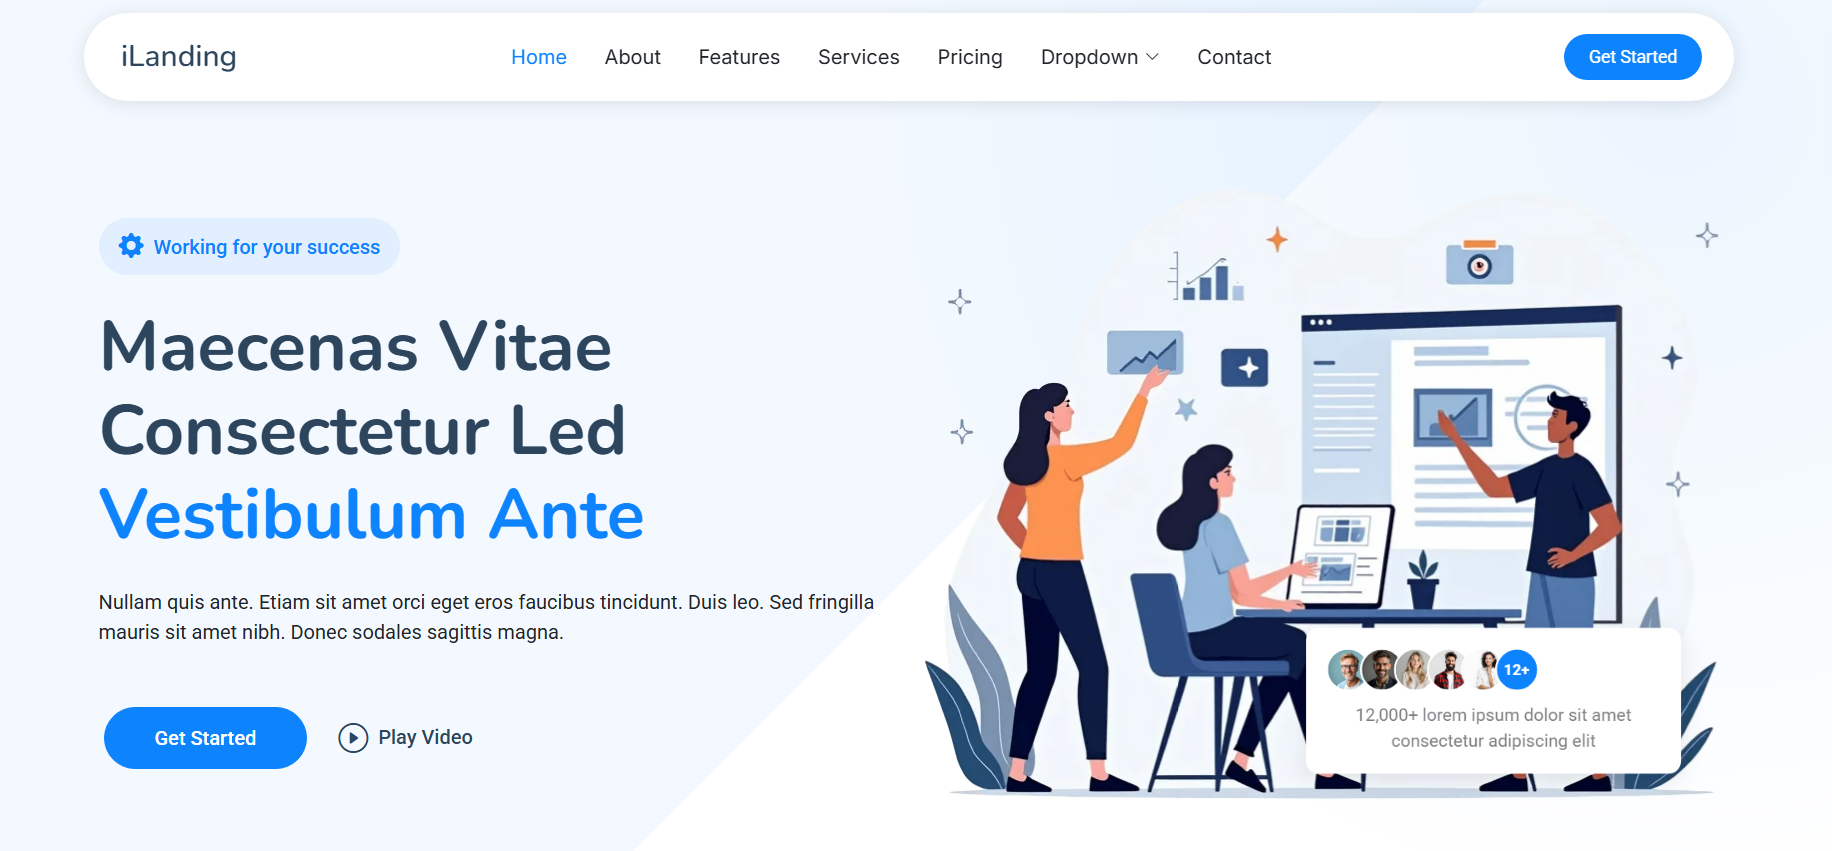 iLanding
Home
About
Features
Services
Pricing
Dropdown
Contact
Get Started
Working for your success
Maecenas Vitae
Consectetur Led
Vestibulum Ante
Nullam quis ante. Etiam sit amet orci eget eros faucibus tincidunt. Duis leo. Sed fringilla
mauris sit amet nibh. Donec sodales sagittis magna.
Get Started
Play Video
12+
12,000+ lorem ipsum dolor sit amet
consectetur adipiscing elit